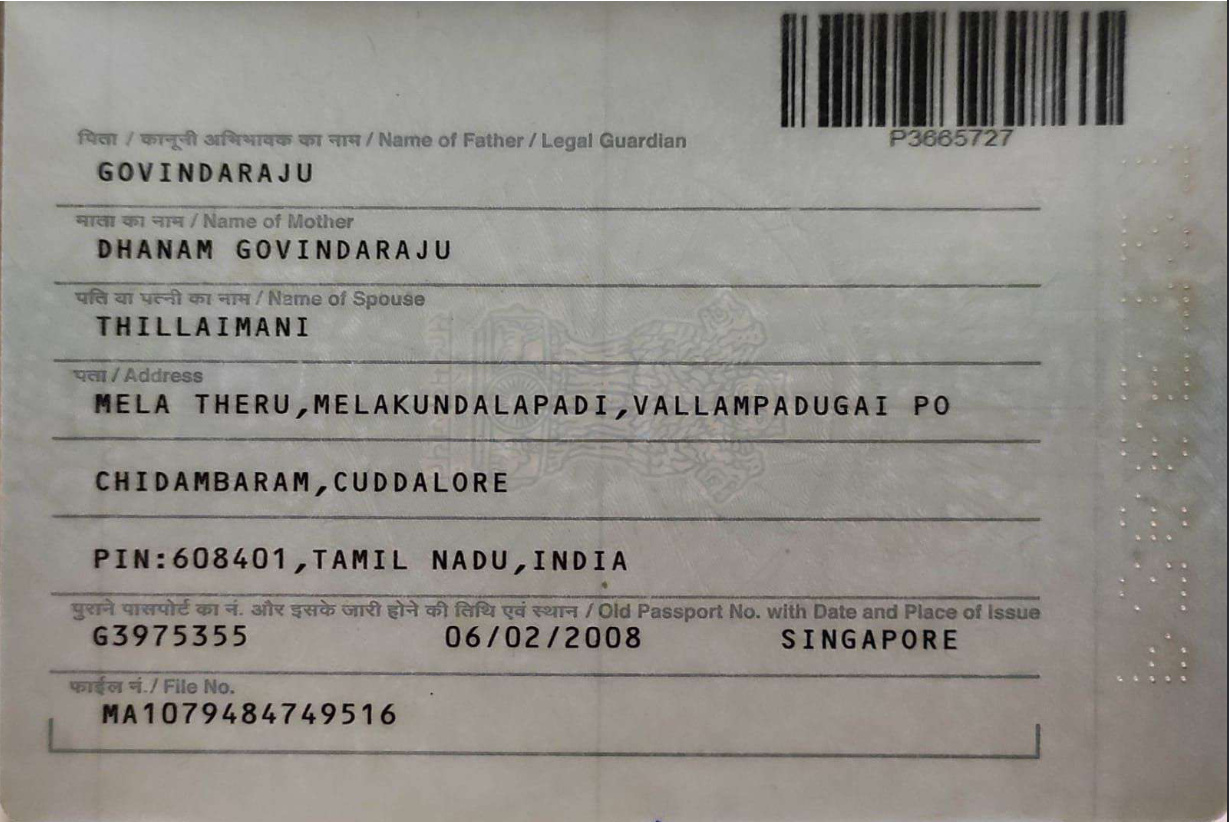 P3665727
पिता / कानूनी अभिभावक का नाम / Name of Father / Legal Guardian
GOVINDARAJU
माता का नाम / Name of Mother
DHANAM GOVINDARAJU
पति या पत्नी का नाम / Name of Spouse
THILLAIMANI
पता / Address
MELA THERU,MELAKUNDALAPADI,VALLAMPADUGAI PO
CHIDAMBARAM,CUDDALORE
PIN:608401,TAMIL NADU,INDIA
पुराने पासपोर्ट का नं. और इसके जारी होने की तिथि एवं स्थान / Old Passport No. with Date and Place of Issue
G3975355 06/02/2008 SINGAPORE
फाईल नं./ File No.
MA1079484749516